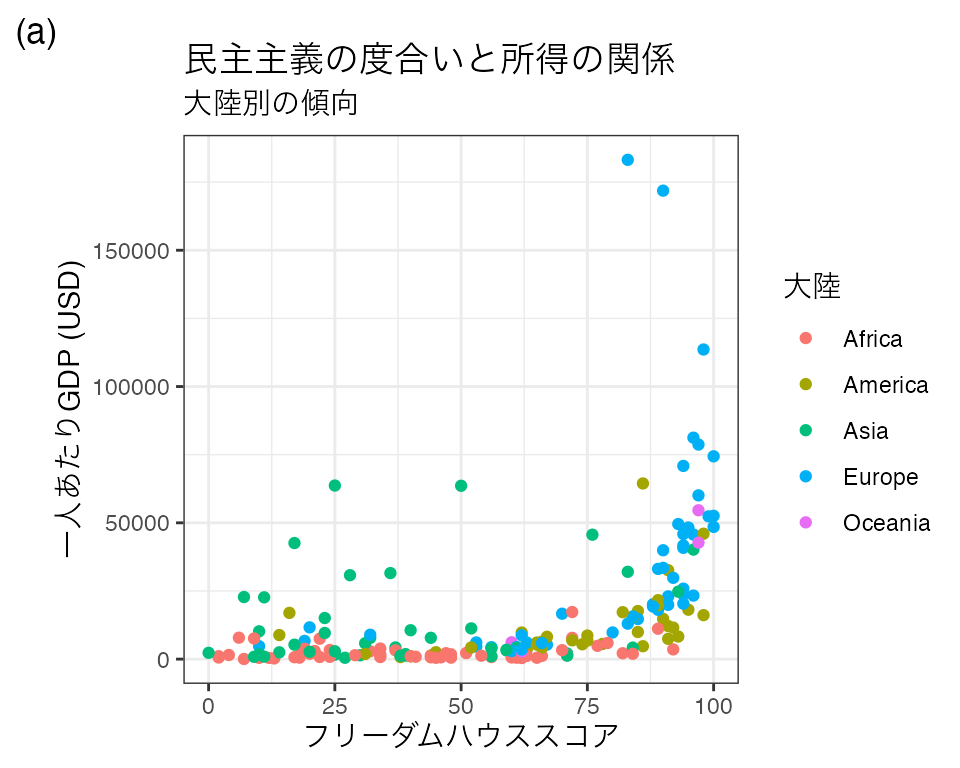 (a)
民主主義の度合いと所得の関係
大陸別の傾向
一人あたりGDP (USD)
150000
100000
50000
0
0 25 50 75 100
フリーダムハウススコア
大陸
Africa
America
Asia
Europe
Oceania